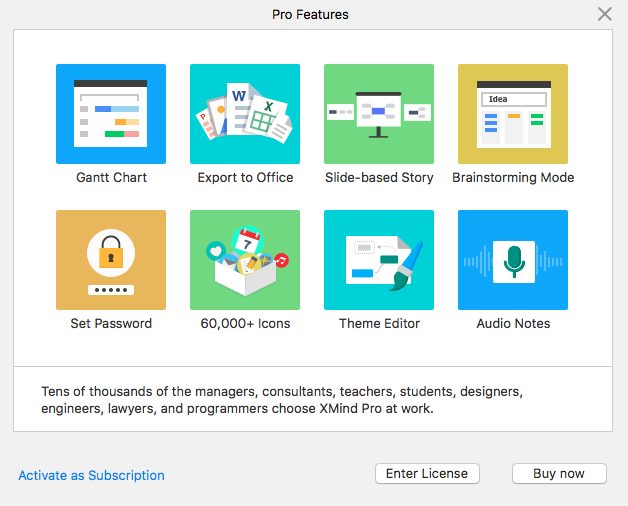 Pro Features
Idea
W
X
P
7
Gantt Chart
Export to Office
Slide-based Story
Brainstorming Mode
Set Password
60,000+ Icons
Theme Editor
Audio Notes
Tens of thousands of the managers, consultants, teachers, students, designers,
engineers, lawyers, and programmers choose XMind Pro at work.
Activate as Subscription
Enter License
Buy now